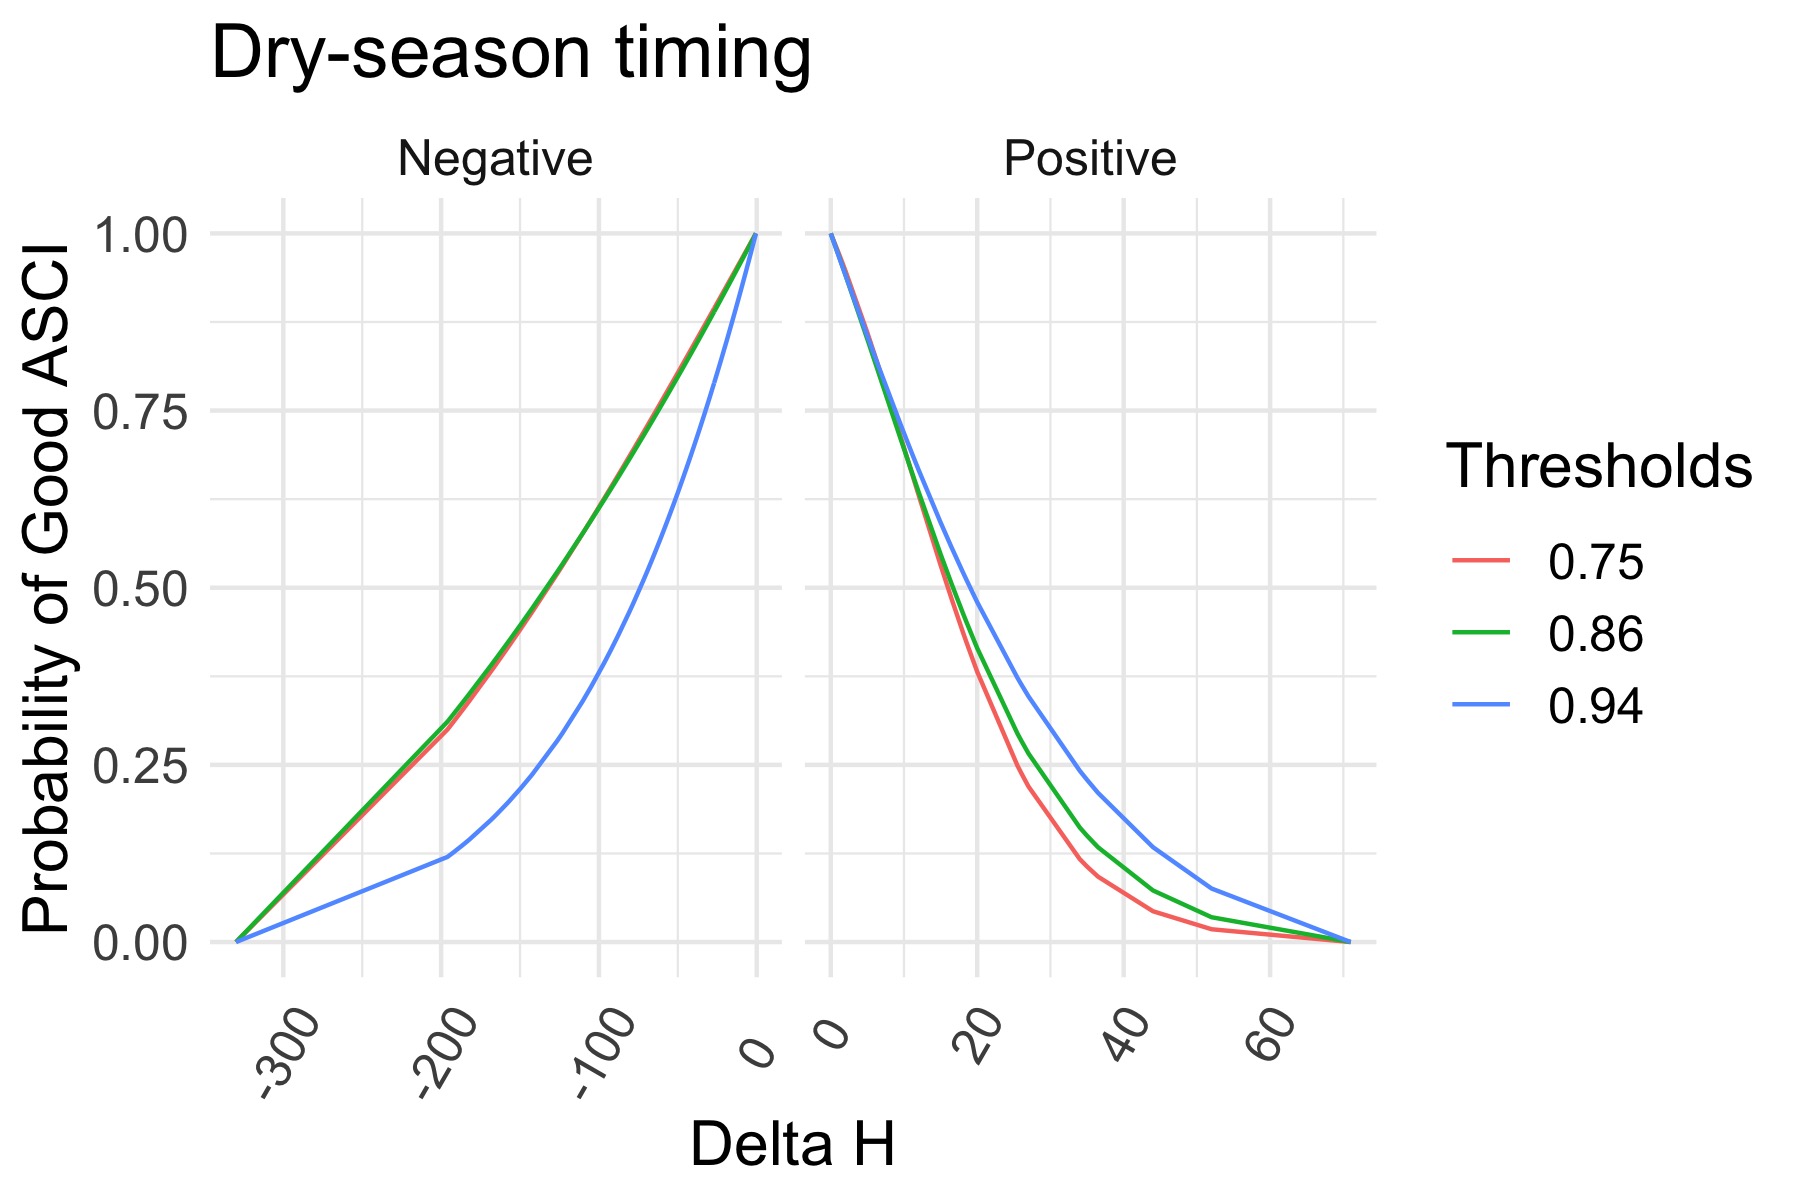 Dry-season timing
Negative
Positive
Probability of Good ASCI
1.00
0.75
0.50
0.25
0.00
-300
-200
-100
0
0
20
40
60
Delta H
Thresholds
0.75
0.86
0.94